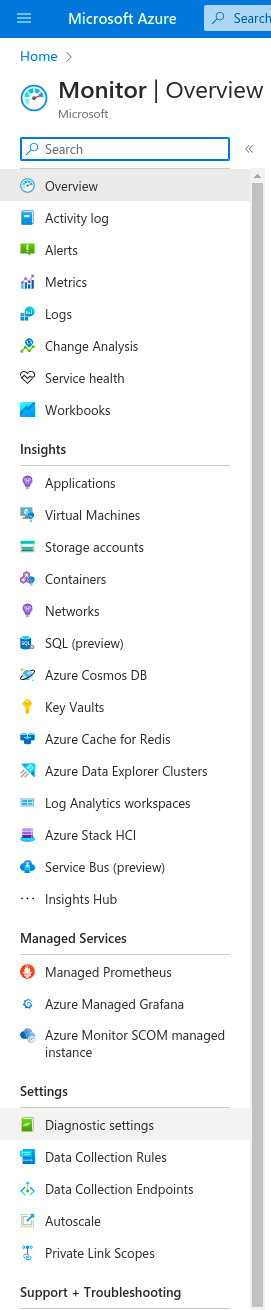 Microsoft Azure
Search
Home
Monitor | Overview
Microsoft
Search
Overview
Activity log
Alerts
Metrics
Logs
Change Analysis
Service health
Workbooks
Insights
Applications
Virtual Machines
Storage accounts
Containers
Networks
SQL (preview)
Azure Cosmos DB
Key Vaults
Azure Cache for Redis
Azure Data Explorer Clusters
Log Analytics workspaces
Azure Stack HCI
Service Bus (preview)
Insights Hub
Managed Services
Managed Prometheus
Azure Managed Grafana
Azure Monitor SCOM managed
instance
Settings
Diagnostic settings
Data Collection Rules
Data Collection Endpoints
Autoscale
Private Link Scopes
Support + Troubleshooting